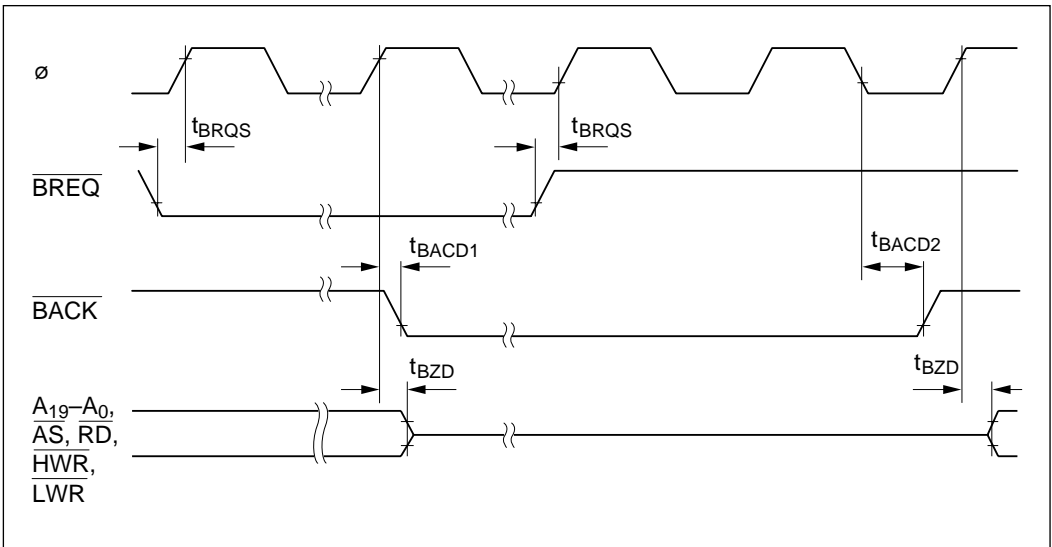 ø
tBRQS tBRQS
BREQ
tBACD1 tBACD2
BACK
tBZD tBZD
A19–A0,
AS, RD,
HWR,
LWR